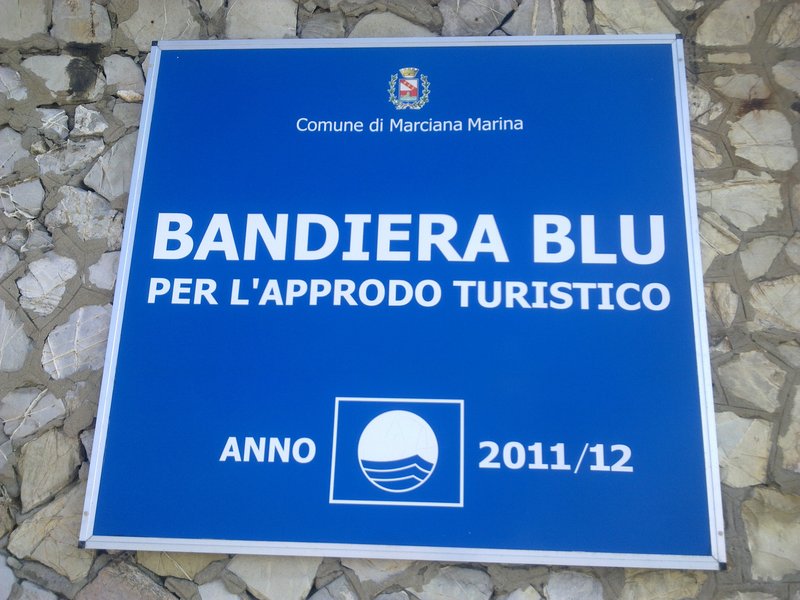 Comune di Marciana Marina
BANDIERA BLU
PER L'APPRODO TURISTICO
ANNO 2011/12